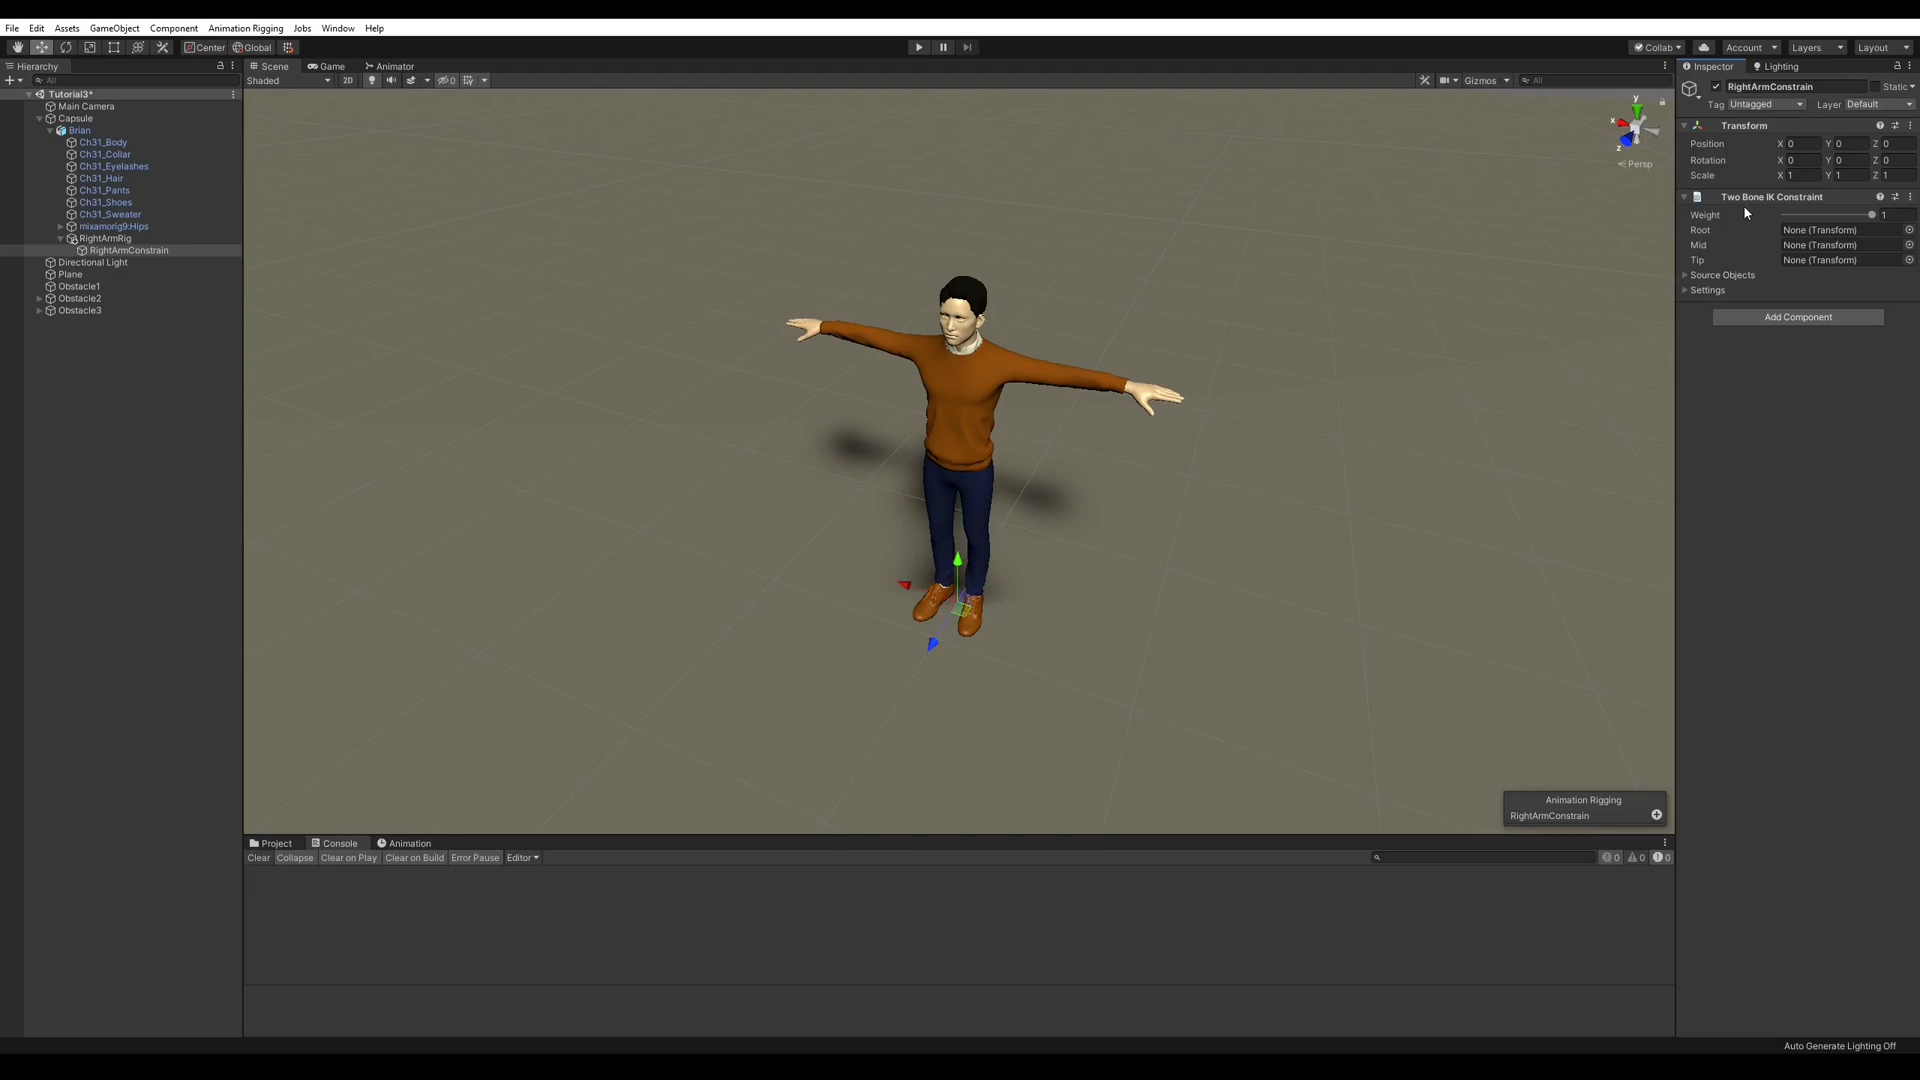 File Edit Assets GameObject Component Animation Rigging Jobs Window Help
Center Global Collab Account Layers Layout
Hierarchy
All
Tutorial3*
Main Camera
Capsule
Brian
Ch31_Body
Ch31_Collar
Ch31_Eyelashes
Ch31_Hair
Ch31_Pants
Ch31_Shoes
Ch31_Sweater
mixamorig9:Hips
RightArmRig
RightArmConstrain
Directional Light
Plane
Obstacle1
Obstacle2
Obstacle3
Scene Game Animator
Shaded 2D 0 Gizmos All
y
x
z
Persp
Animation Rigging
RightArmConstrain
Project Console Animation
Clear Collapse Clear on Play Clear on Build Error Pause Editor 0 0 0
Inspector Lighting
RightArmConstrain Static
Tag Untagged Layer Default
Transform
Position X 0 Y 0 Z 0
Rotation X 0 Y 0 Z 0
Scale X 1 Y 1 Z 1
Two Bone IK Constraint
Weight 1
Root None (Transform)
Mid None (Transform)
Tip None (Transform)
Source Objects
Settings
Add Component
Auto Generate Lighting Off